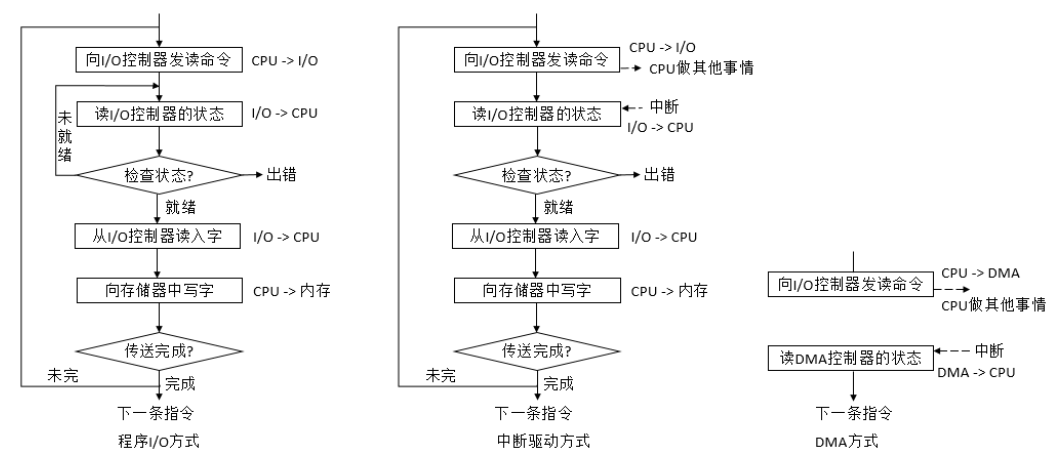 向I/O控制器发读命令
CPU -> I/O
读I/O控制器的状态
I/O -> CPU
未就绪
检查状态?
出错
就绪
从I/O控制器读入字
I/O -> CPU
向存储器中写字
CPU -> 内存
传送完成?
未完
完成
下一条指令
程序I/O方式
CPU -> I/O
向I/O控制器发读命令
CPU做其他事情
读I/O控制器的状态
中断
I/O -> CPU
检查状态?
出错
就绪
从I/O控制器读入字
I/O -> CPU
向存储器中写字
CPU -> 内存
传送完成?
未完
完成
下一条指令
中断驱动方式
CPU -> DMA
向I/O控制器发读命令
CPU做其他事情
读DMA控制器的状态
中断
DMA -> CPU
下一条指令
DMA方式